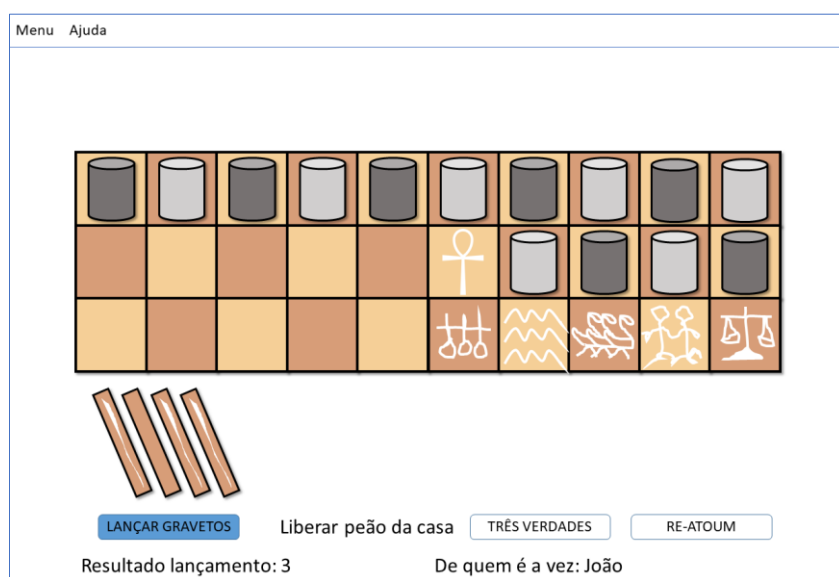 Menu Ajuda
LANÇAR GRAVETOS Liberar peão da casa TRÊS VERDADES RE-ATOUM
Resultado lançamento: 3 De quem é a vez: João